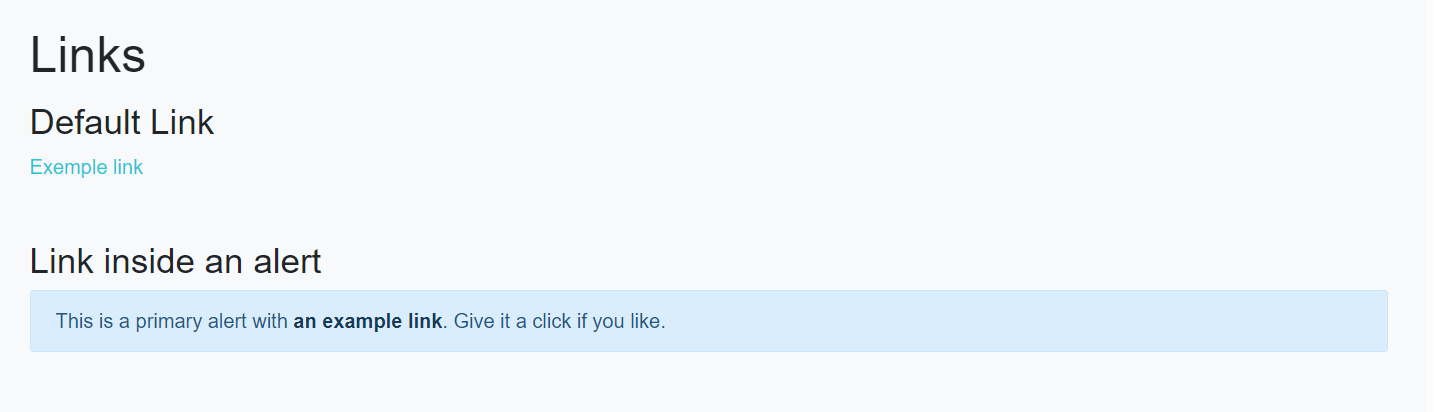 Links
Default Link
Exemple link
Link inside an alert
This is a primary alert with an example link. Give it a click if you like.